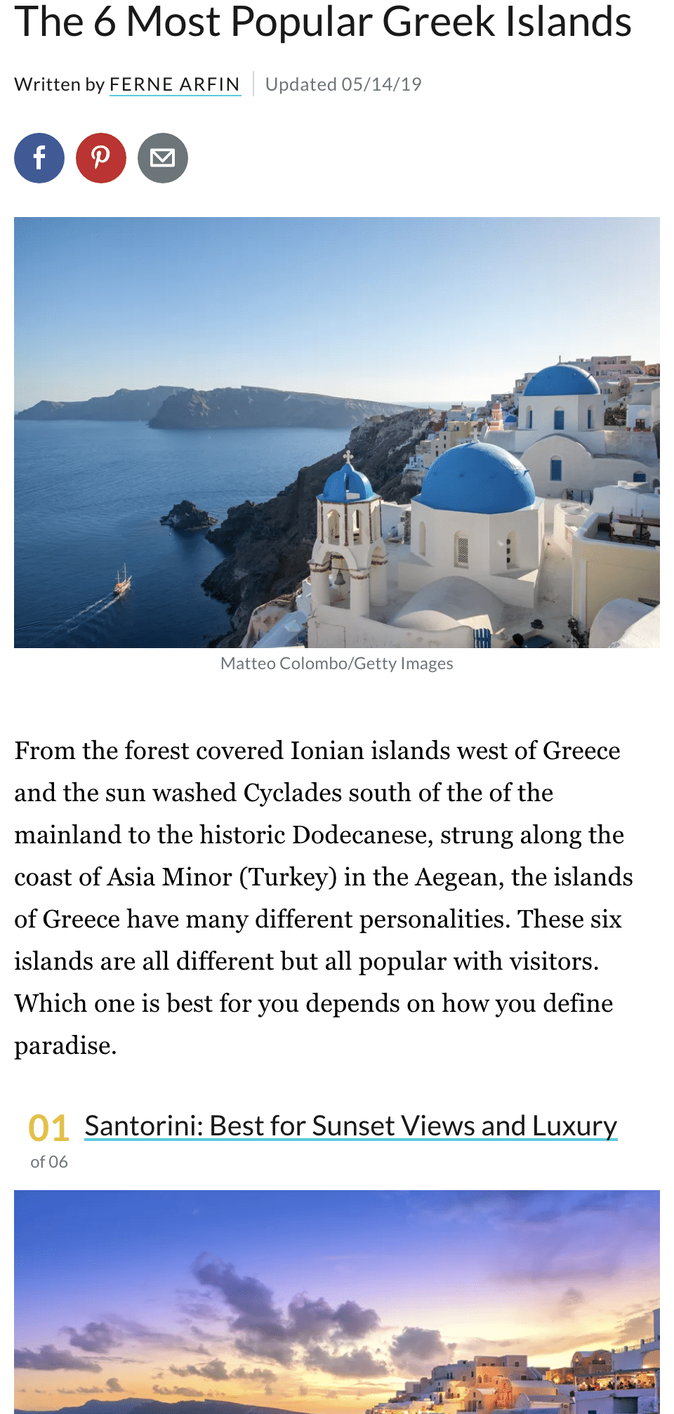 The 6 Most Popular Greek Islands
Written by FERNE ARFIN Updated 05/14/19
Matteo Colombo/Getty Images
From the forest covered Ionian islands west of Greece
and the sun washed Cyclades south of the of the
mainland to the historic Dodecanese, strung along the
coast of Asia Minor (Turkey) in the Aegean, the islands
of Greece have many different personalities. These six
islands are all different but all popular with visitors.
Which one is best for you depends on how you define
paradise.
01 Santorini: Best for Sunset Views and Luxury
of 06